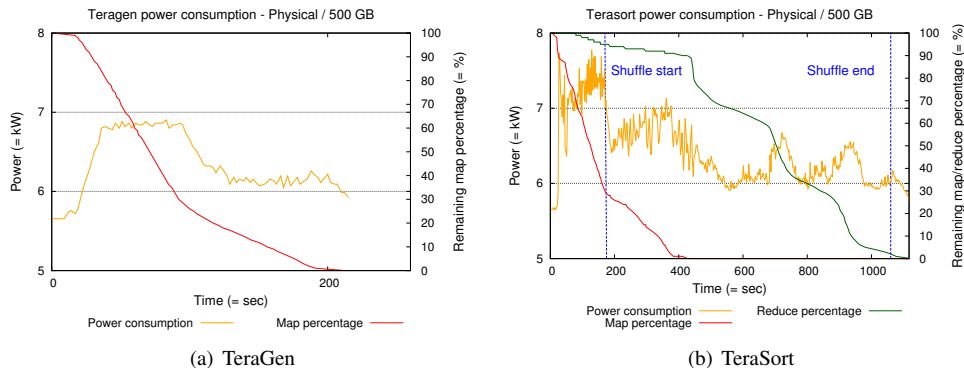 Teragen power consumption - Physical / 500 GB
8
7
6
5
Power (= kW)
100
90
80
70
60
50
40
30
20
10
0
Remaining map percentage (= %)
0
200
Time (= sec)
Power consumption
Map percentage
(a) TeraGen
Terasort power consumption - Physical / 500 GB
8
7
6
5
Power (= kW)
Shuffle start
Shuffle end
100
90
80
70
60
50
40
30
20
10
0
Remaining map/reduce percentage (= %)
0
200
400
600
800
1000
Time (= sec)
Power consumption
Map percentage
Reduce percentage
(b) TeraSort